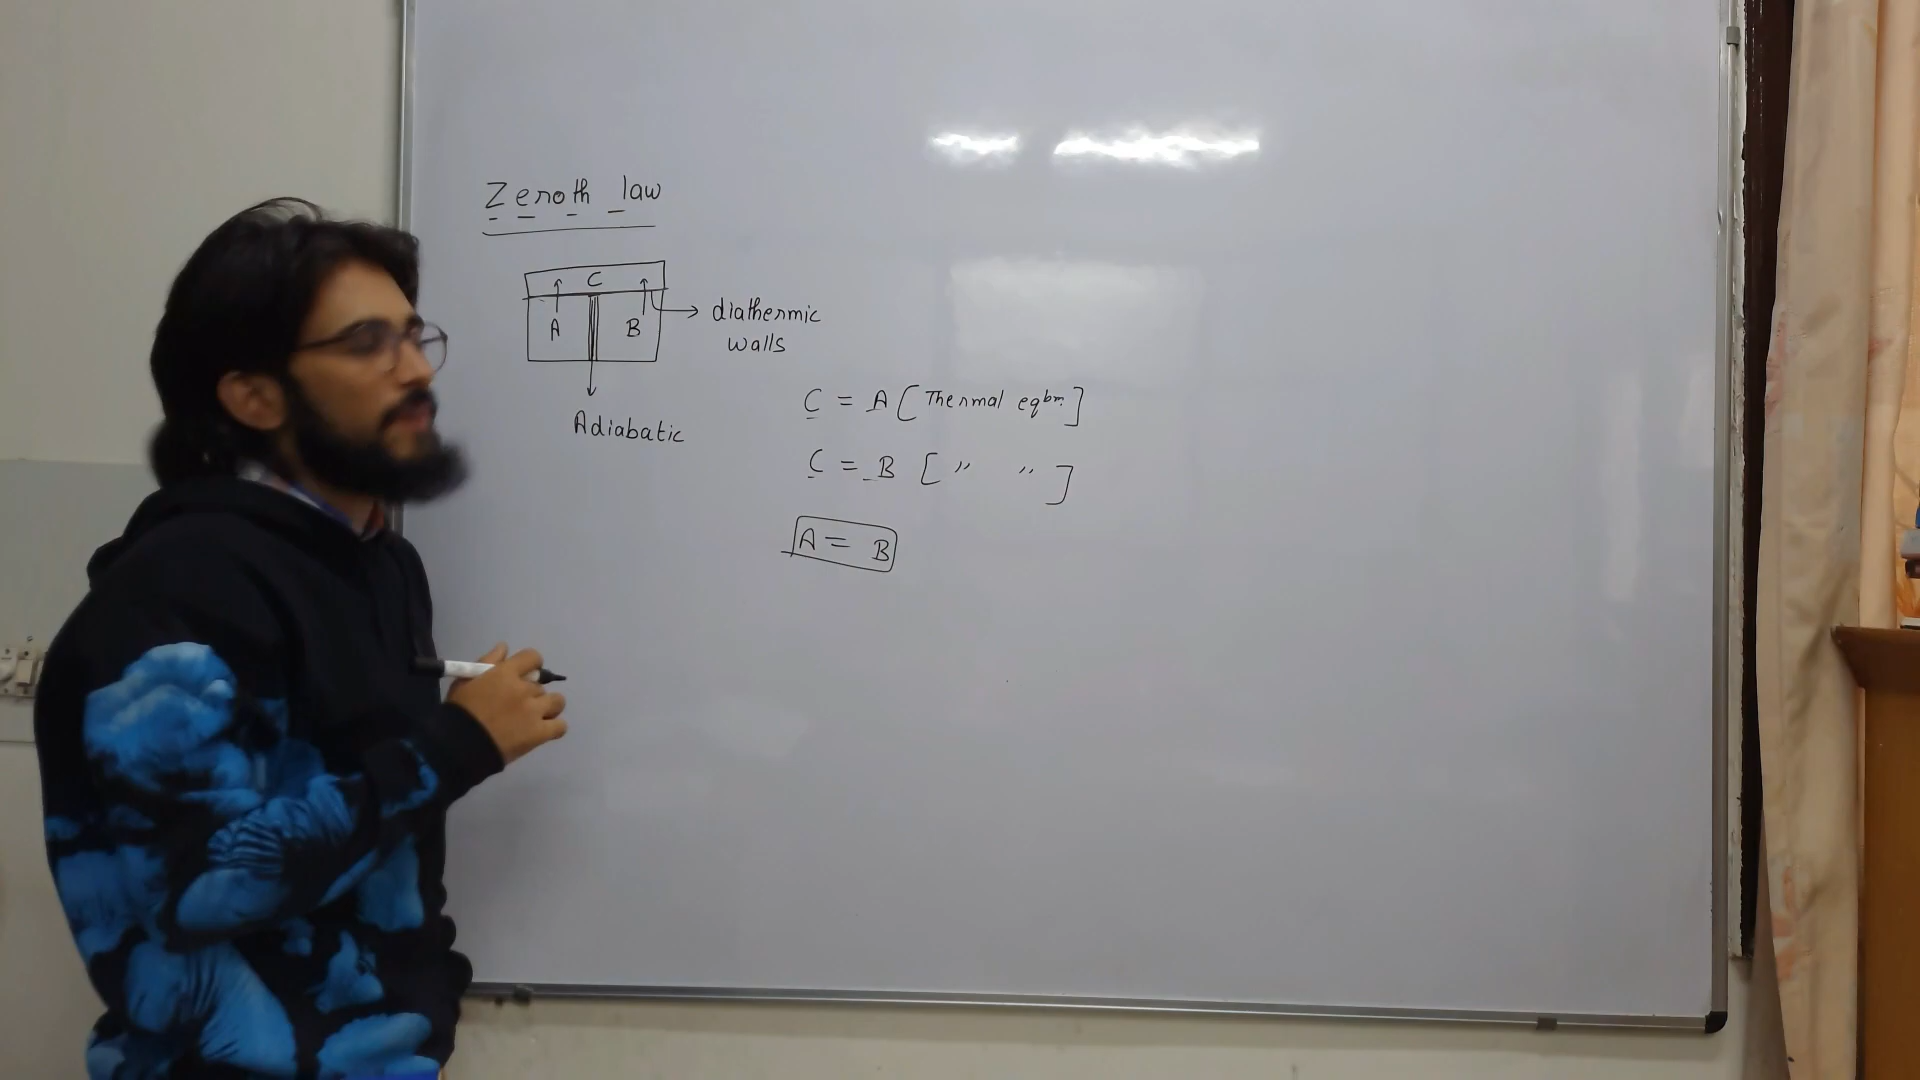 Zeroth law
C
A
B
diathermic
walls
Adiabatic
C = A [Thermal eqbm.]
C = B [ " " ]
A = B